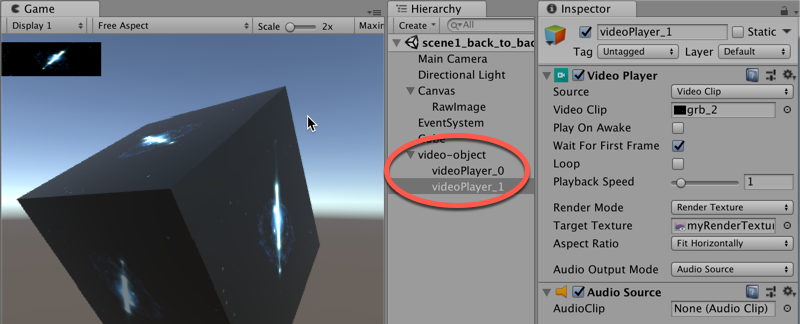 Game
Display 1
Free Aspect
Scale
2x
Maxin
Hierarchy
Create
All
scene1_back_to_bac
Main Camera
Directional Light
Canvas
RawImage
EventSystem
Cube
video-object
videoPlayer_0
videoPlayer_1
Inspector
videoPlayer_1
Static
Tag
Untagged
Layer
Default
Video Player
Source
Video Clip
Video Clip
grb_2
Play On Awake
Wait For First Frame
Loop
Playback Speed
1
Render Mode
Render Texture
Target Texture
myRenderTextu
Aspect Ratio
Fit Horizontally
Audio Output Mode
Audio Source
Audio Source
AudioClip
None (Audio Clip)